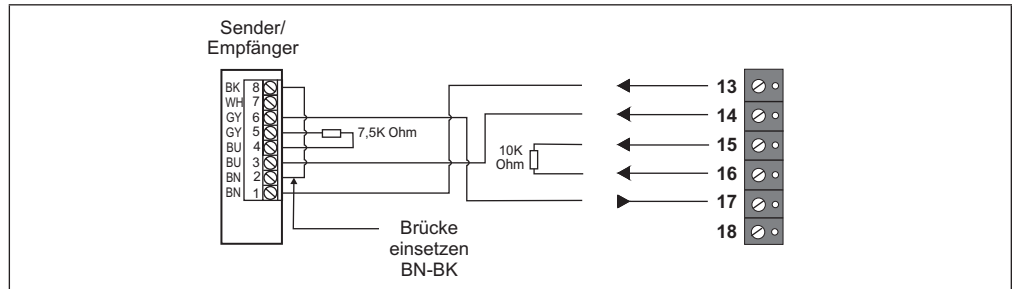 Sender/
Empfänger
BK 8
WH 7
GY 6
GY 5
BU 4
BU 3
BN 2
BN 1
7,5K Ohm
10K
Ohm
Brücke
einsetzen
BN-BK
13
14
15
16
17
18